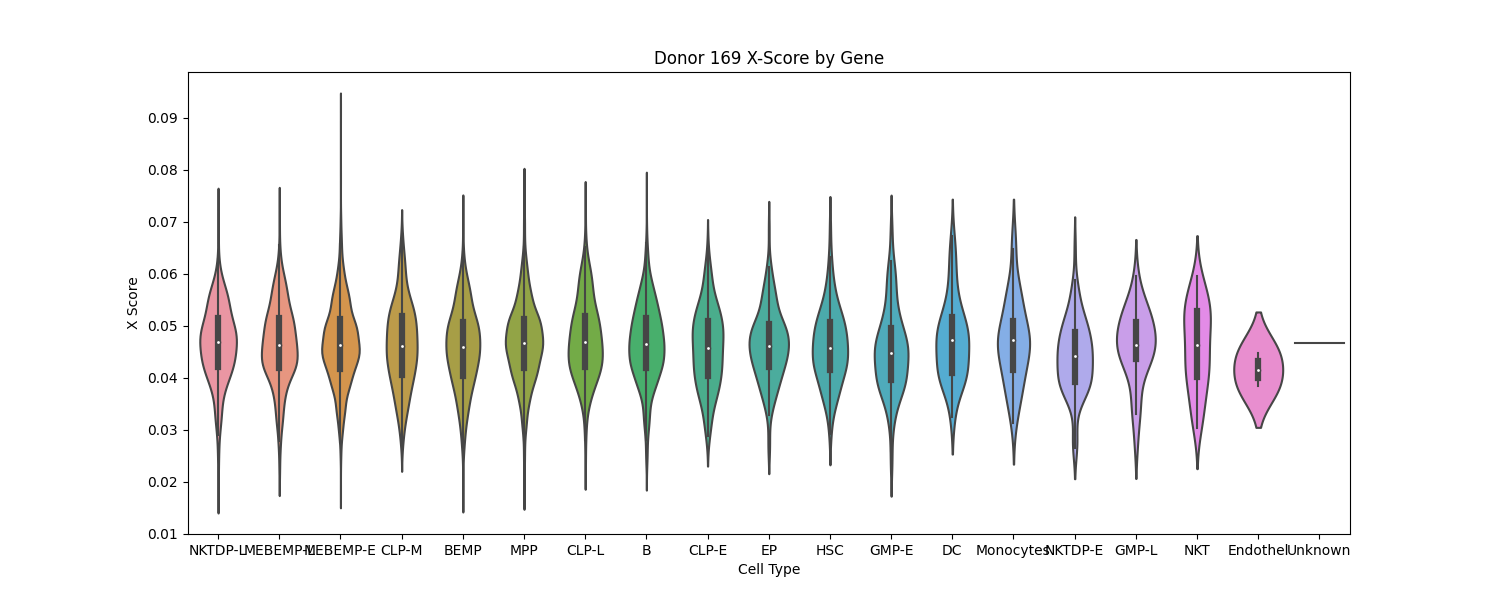 Donor 169 X-Score by Gene
0.09
0.08
0.07
0.06
0.05
0.04
0.03
0.02
0.01
X Score
NKTDP-L MEBEMP-L MEBEMP-E CLP-M BEMP MPP CLP-L B CLP-E EP HSC GMP-E DC Monocytes NKTDP-E GMP-L NKT Endothel Unknown
Cell Type